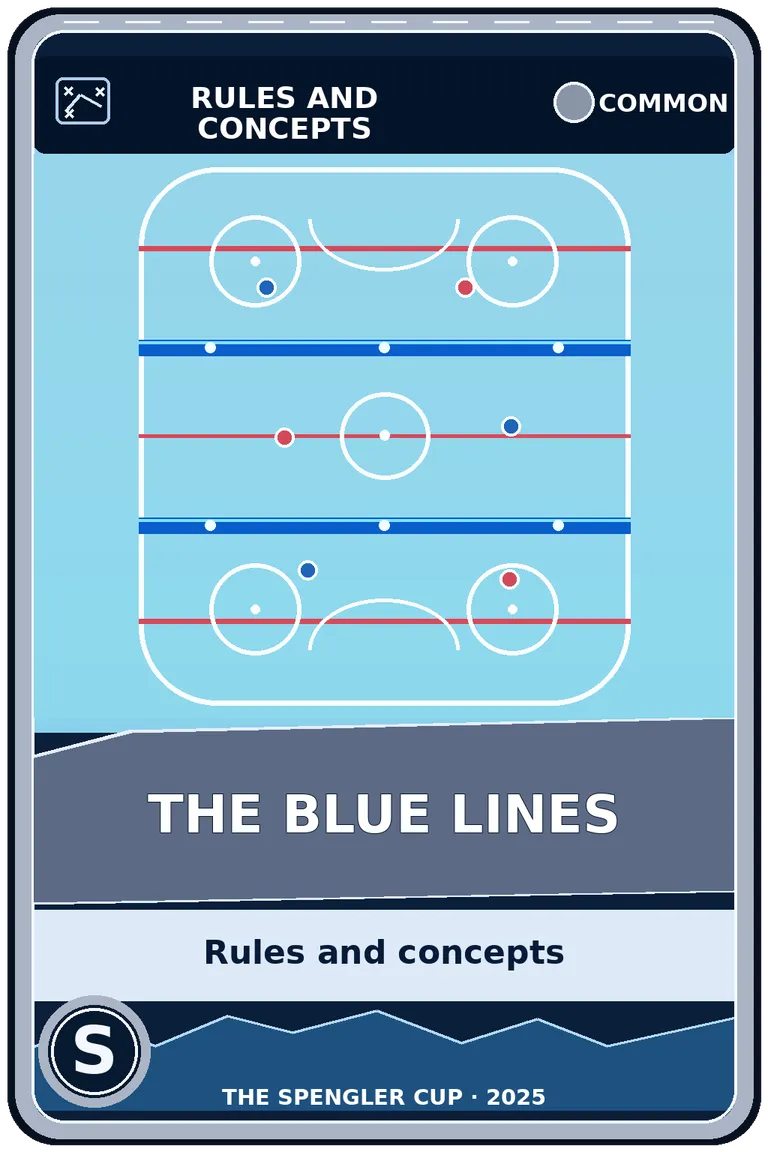 RULES AND
CONCEPTS
COMMON
THE BLUE LINES
Rules and concepts
S
THE SPENGLER CUP · 2025